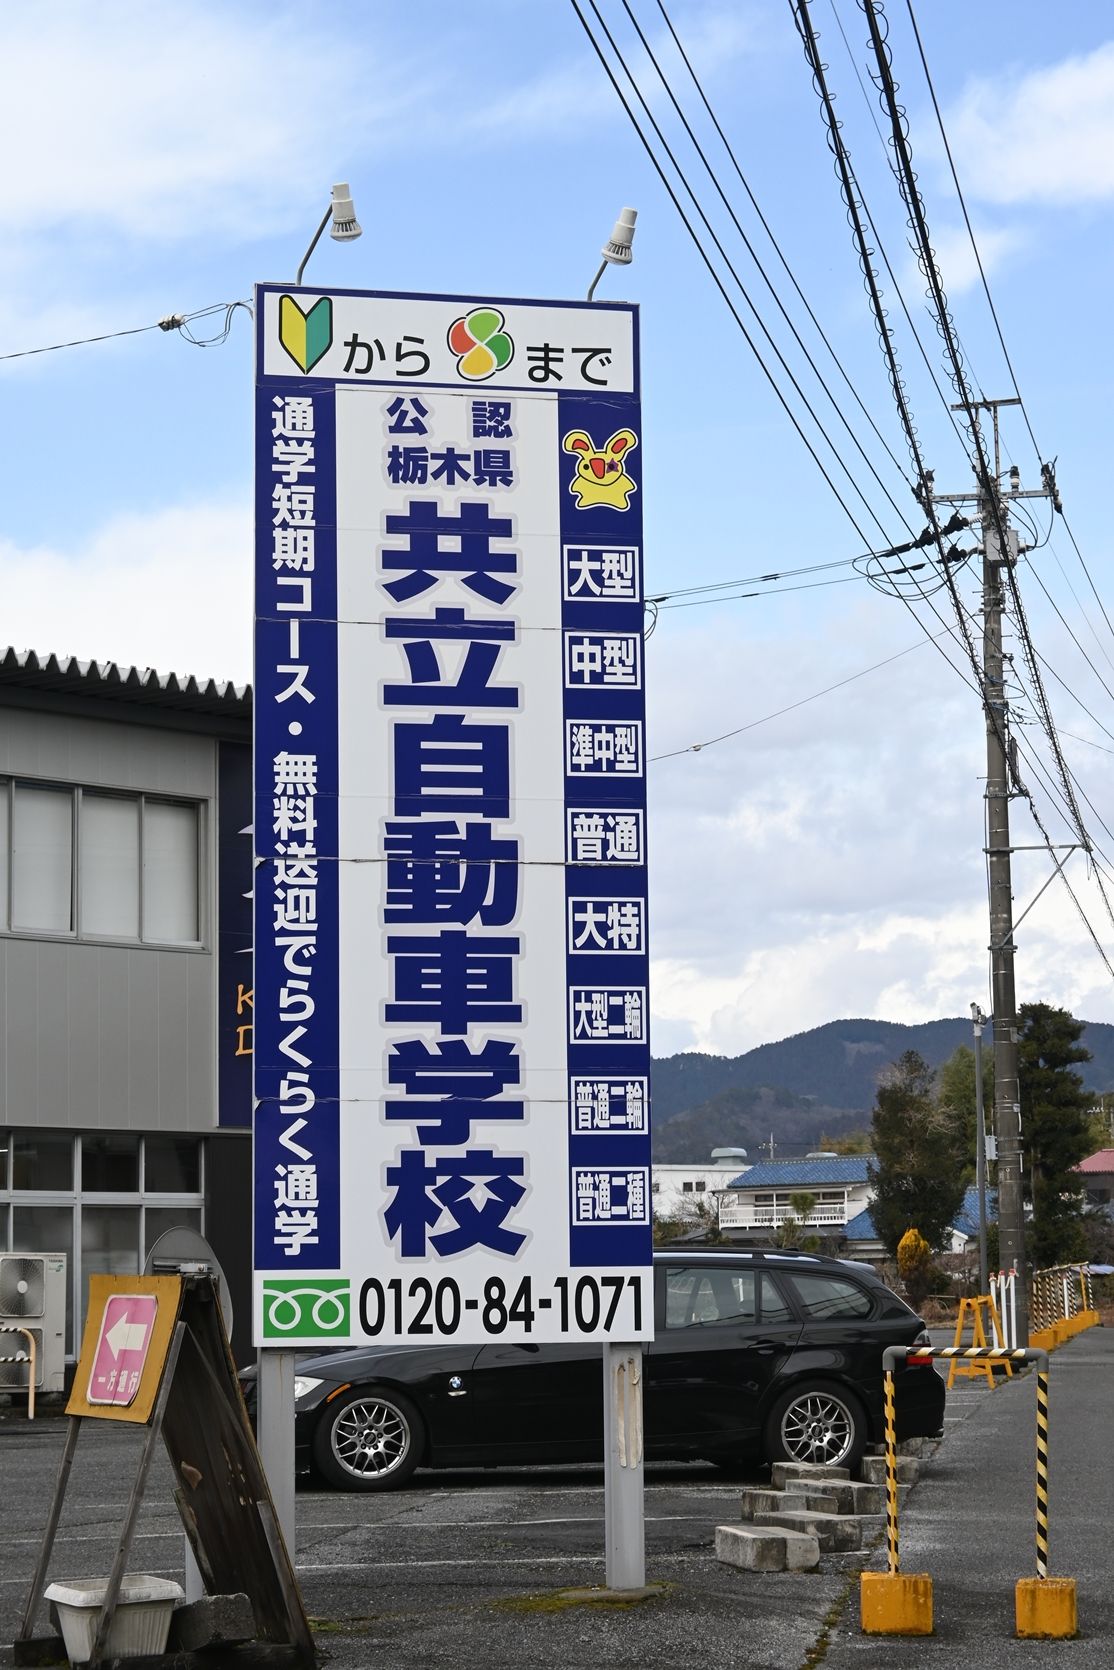 から まで
公認
栃木県
共立自動車学校
通学短期コース・無料送迎でらくらく通学
大型
中型
準中型
普通
大特
大型二輪
普通二輪
普通二種
0120-84-1071
一方通行
K
D